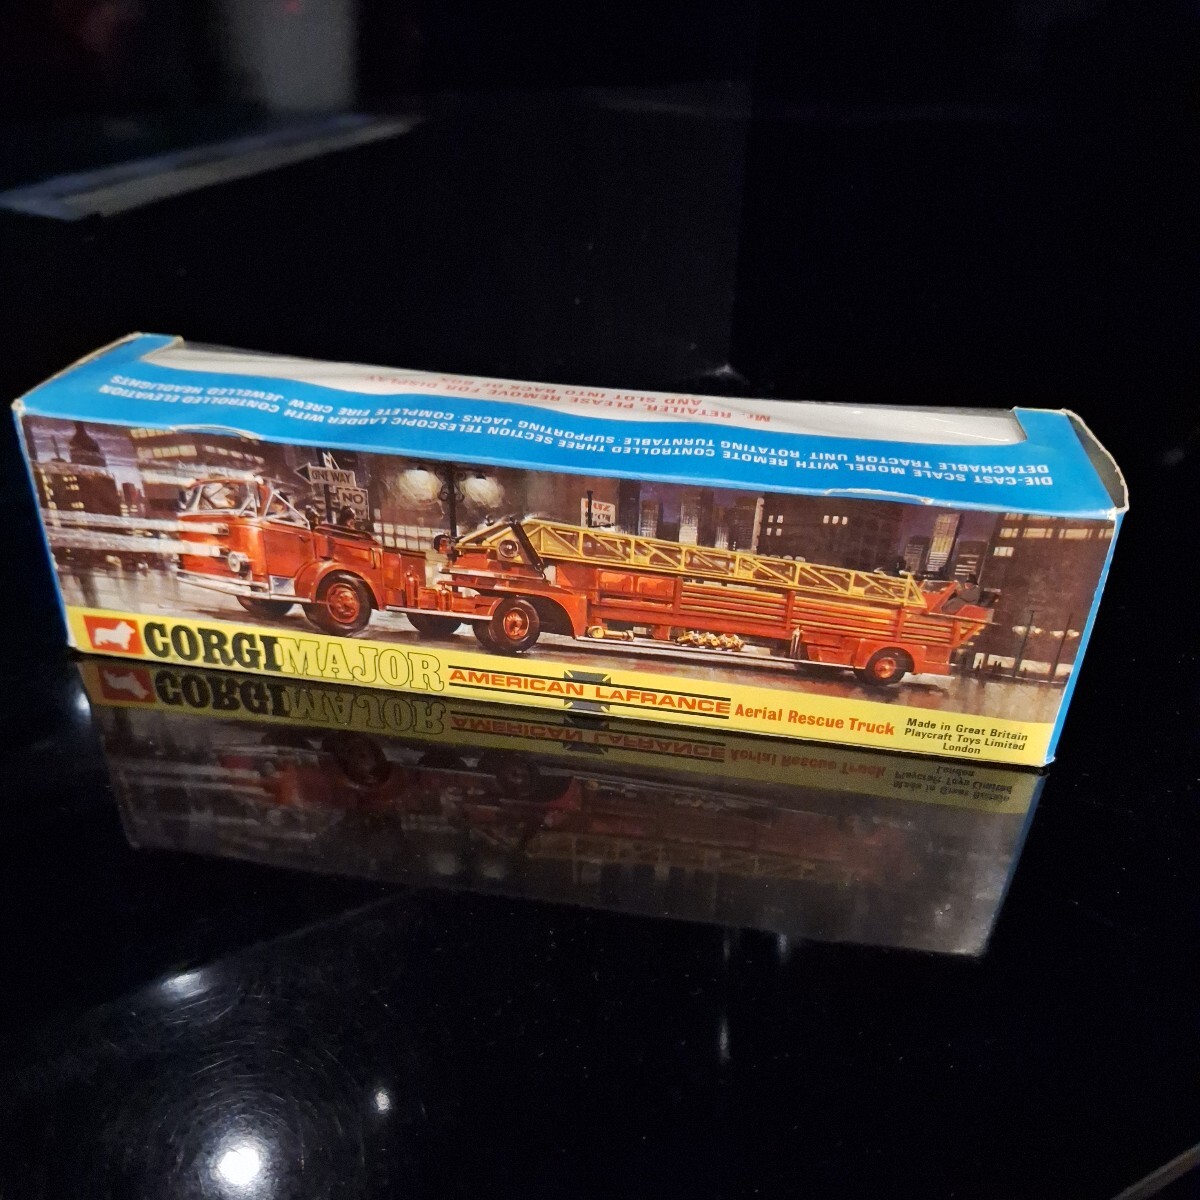 Mr. RETAILER, PLEASE REMOVE FOR DISPLAY
AND SLOT INTO BACK OF BOX
DIE-CAST SCALE MODEL WITH REMOTE CONTROLLED THREE SECTION TELESCOPIC LADDER WITH CONTROLLED ELEVATION
DETACHABLE TRACTOR UNIT · ROTATING TURNTABLE · SUPPORTING JACKS · COMPLETE FIRE CREW · JEWELLED HEADLIGHTS
ONE WAY
NO
CORGI MAJOR
AMERICAN LAFRANCE
Aerial Rescue Truck
Made in Great Britain
Playcraft Toys Limited
London